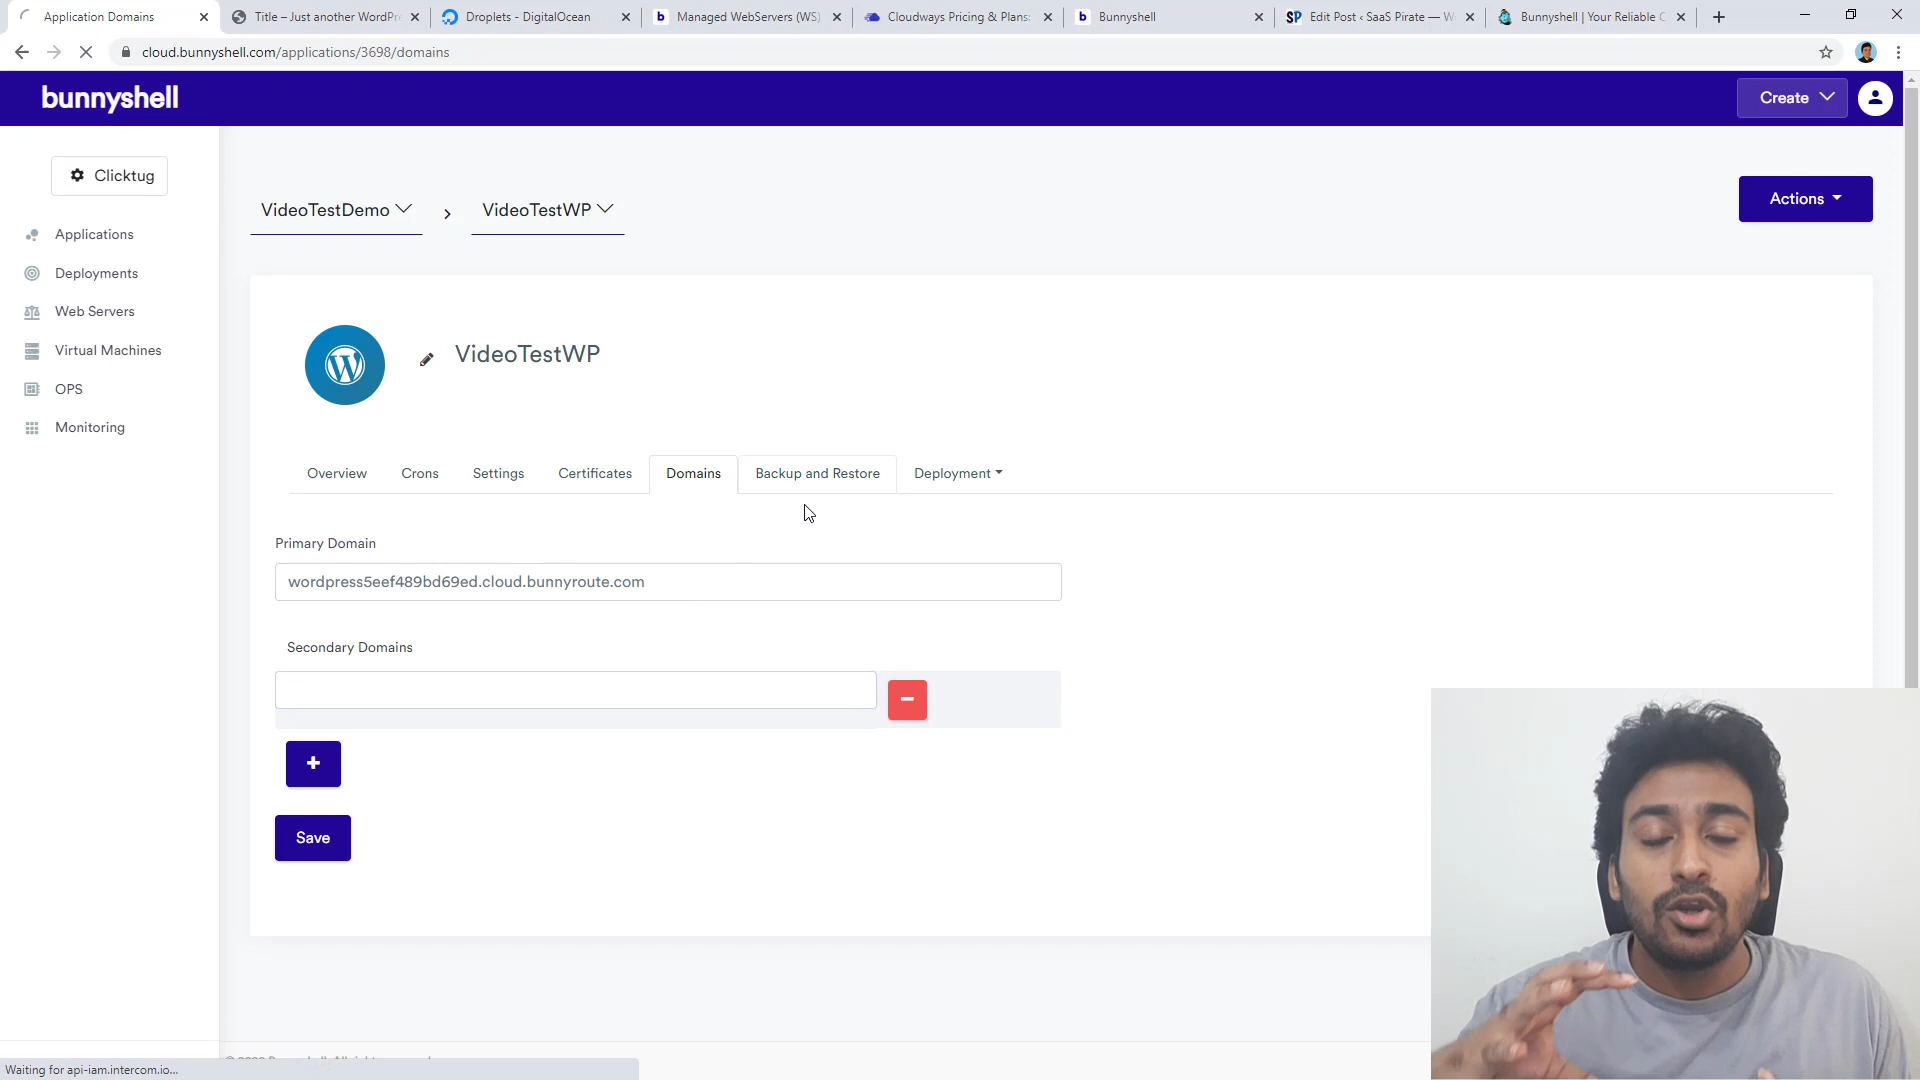 Application Domains
Title – Just another WordPre
Droplets - DigitalOcean
Managed WebServers (WS)
Cloudways Pricing & Plans:
Bunnyshell
Edit Post ‹ SaaS Pirate — W
Bunnyshell | Your Reliable C
cloud.bunnyshell.com/applications/3698/domains
bunnyshell
Create
Clicktug
VideoTestDemo
VideoTestWP
Actions
Applications
Deployments
Web Servers
Virtual Machines
OPS
Monitoring
VideoTestWP
Overview
Crons
Settings
Certificates
Domains
Backup and Restore
Deployment
Primary Domain
wordpress5eef489bd69ed.cloud.bunnyroute.com
Secondary Domains
Save
Waiting for api-iam.intercom.io...